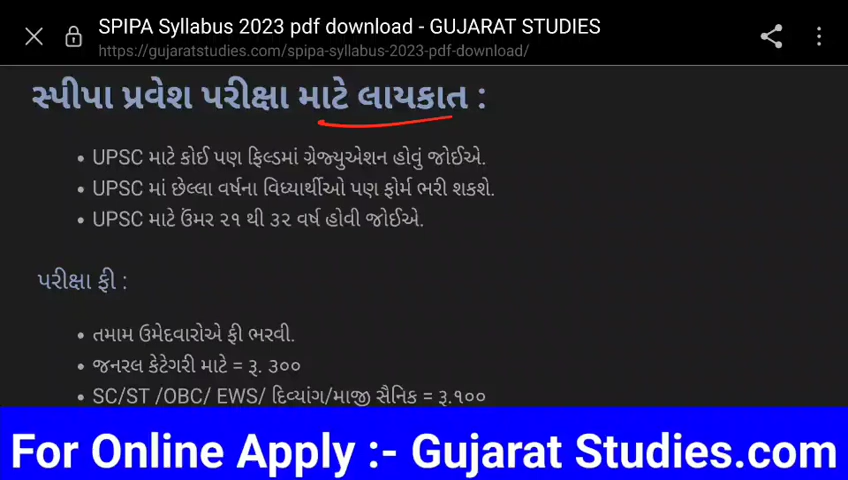 SPIPA Syllabus 2023 pdf download - GUJARAT STUDIES
https://gujaratstudies.com/spipa-syllabus-2023-pdf-download/
સ્પીપા પ્રવેશ પરીક્ષા માટે લાયકાત :
• UPSC માટે કોઈ પણ ફિલ્ડમાં ગ્રેજ્યુએશન હોવું જોઈએ.
• UPSC માં છેલ્લા વર્ષના વિધ્યાર્થીઓ પણ ફોર્મ ભરી શકશે.
• UPSC માટે ઉંમર ૨૧ થી ૩૨ વર્ષ હોવી જોઈએ.
પરીક્ષા ફી :
• તમામ ઉમેદવારોએ ફી ભરવી.
• જનરલ કેટેગરી માટે = રૂ. ૩૦૦
• SC/ST /OBC/ EWS/ દિવ્યાંગ/માજી સૈનિક = રૂ.૧૦૦
For Online Apply :- Gujarat Studies.com